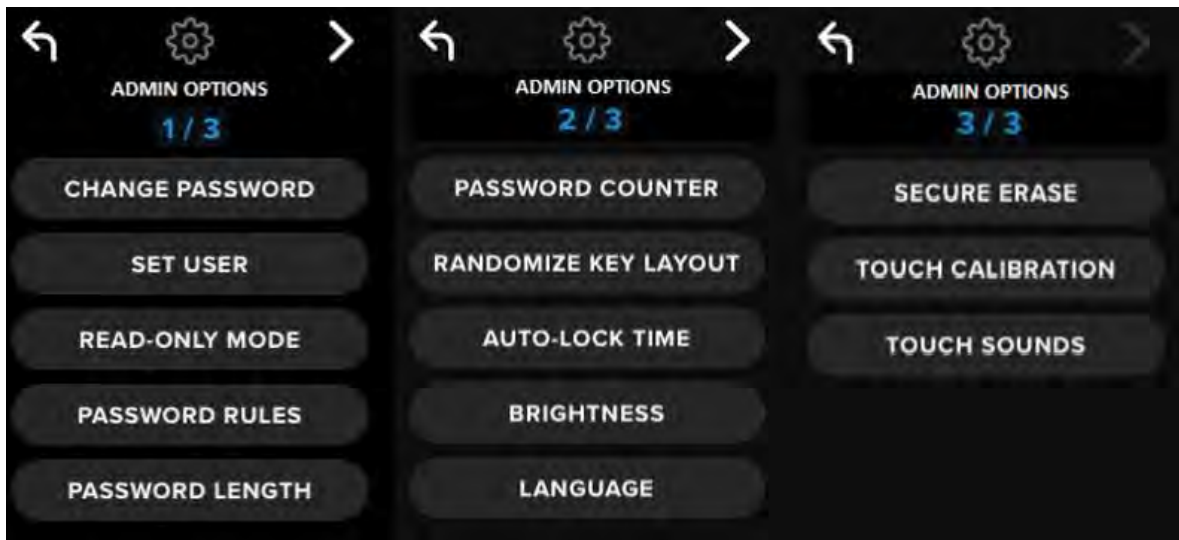 ADMIN OPTIONS
1 / 3
CHANGE PASSWORD
SET USER
READ-ONLY MODE
PASSWORD RULES
PASSWORD LENGTH
ADMIN OPTIONS
2 / 3
PASSWORD COUNTER
RANDOMIZE KEY LAYOUT
AUTO-LOCK TIME
BRIGHTNESS
LANGUAGE
ADMIN OPTIONS
3 / 3
SECURE ERASE
TOUCH CALIBRATION
TOUCH SOUNDS